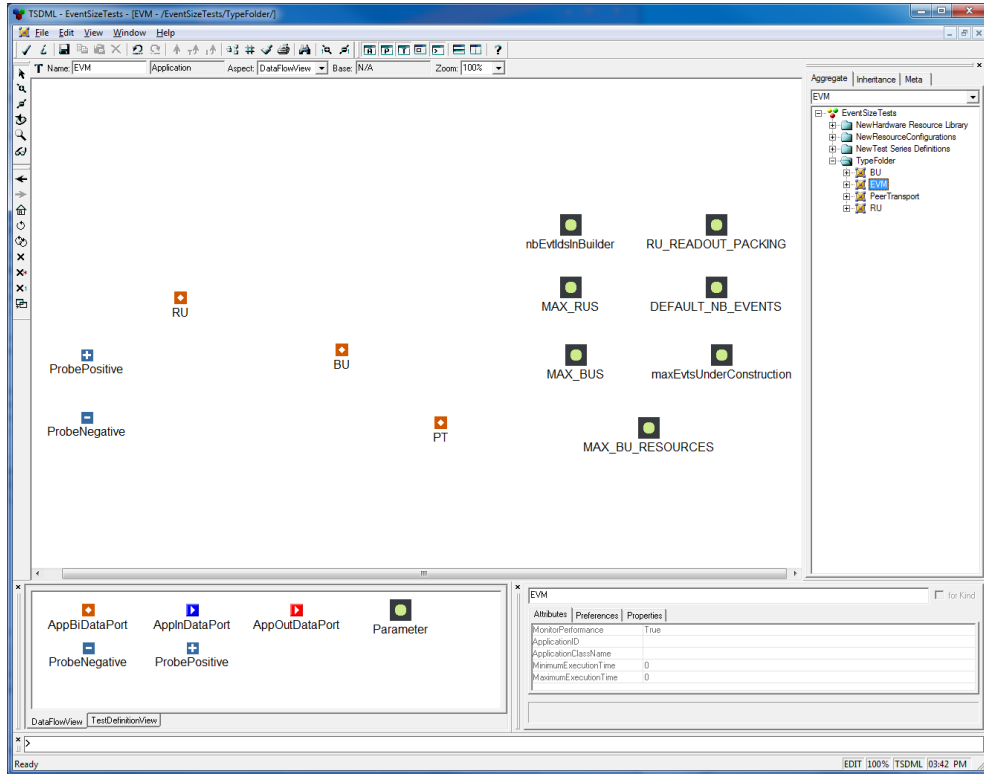 TSDML - EventSizeTests - [EVM - /EventSizeTests/TypeFolder/]
File Edit View Window Help
Name: EVM Application Aspect: DataFlowView Base: N/A Zoom: 100%
Aggregate Inheritance Meta
EVM
EventSizeTests
NewHardware Resource Library
NewResourceConfigurations
NewTest Series Definitions
TypeFolder
BU
EVM
PeerTransport
RU
nbEvtIdsInBuilder RU_READOUT_PACKING
RU MAX_RUS DEFAULT_NB_EVENTS
ProbePositive BU MAX_BUS maxEvtsUnderConstruction
ProbeNegative PT MAX_BU_RESOURCES
AppBiDataPort AppInDataPort AppOutDataPort Parameter
ProbeNegative ProbePositive
DataFlowView TestDefinitionView
EVM for Kind
Attributes Preferences Properties
MonitorPerformance True
ApplicationID
ApplicationClassName
MinimumExecutionTime 0
MaximumExecutionTime 0
>
Ready EDIT 100% TSDML 03:42 PM